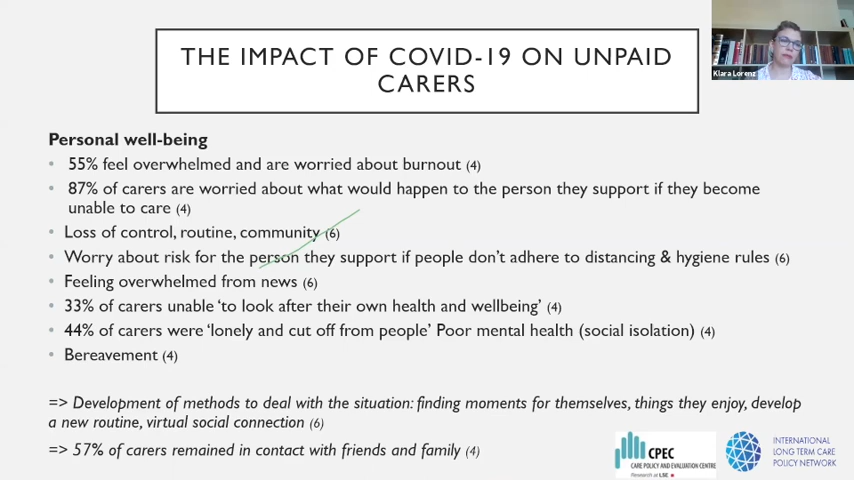 THE IMPACT OF COVID-19 ON UNPAID
CARERS
Klara Lorenz
Personal well-being
• 55% feel overwhelmed and are worried about burnout (4)
• 87% of carers are worried about what would happen to the person they support if they become
unable to care (4)
• Loss of control, routine, community (6)
• Worry about risk for the person they support if people don't adhere to distancing & hygiene rules (6)
• Feeling overwhelmed from news (6)
• 33% of carers unable 'to look after their own health and wellbeing' (4)
• 44% of carers were 'lonely and cut off from people' Poor mental health (social isolation) (4)
• Bereavement (4)
=> Development of methods to deal with the situation: finding moments for themselves, things they enjoy, develop
a new routine, virtual social connection (6)
=> 57% of carers remained in contact with friends and family (4)
CPEC
CARE POLICY AND EVALUATION CENTRE
Research at LSE
INTERNATIONAL
LONG TERM CARE
POLICY NETWORK